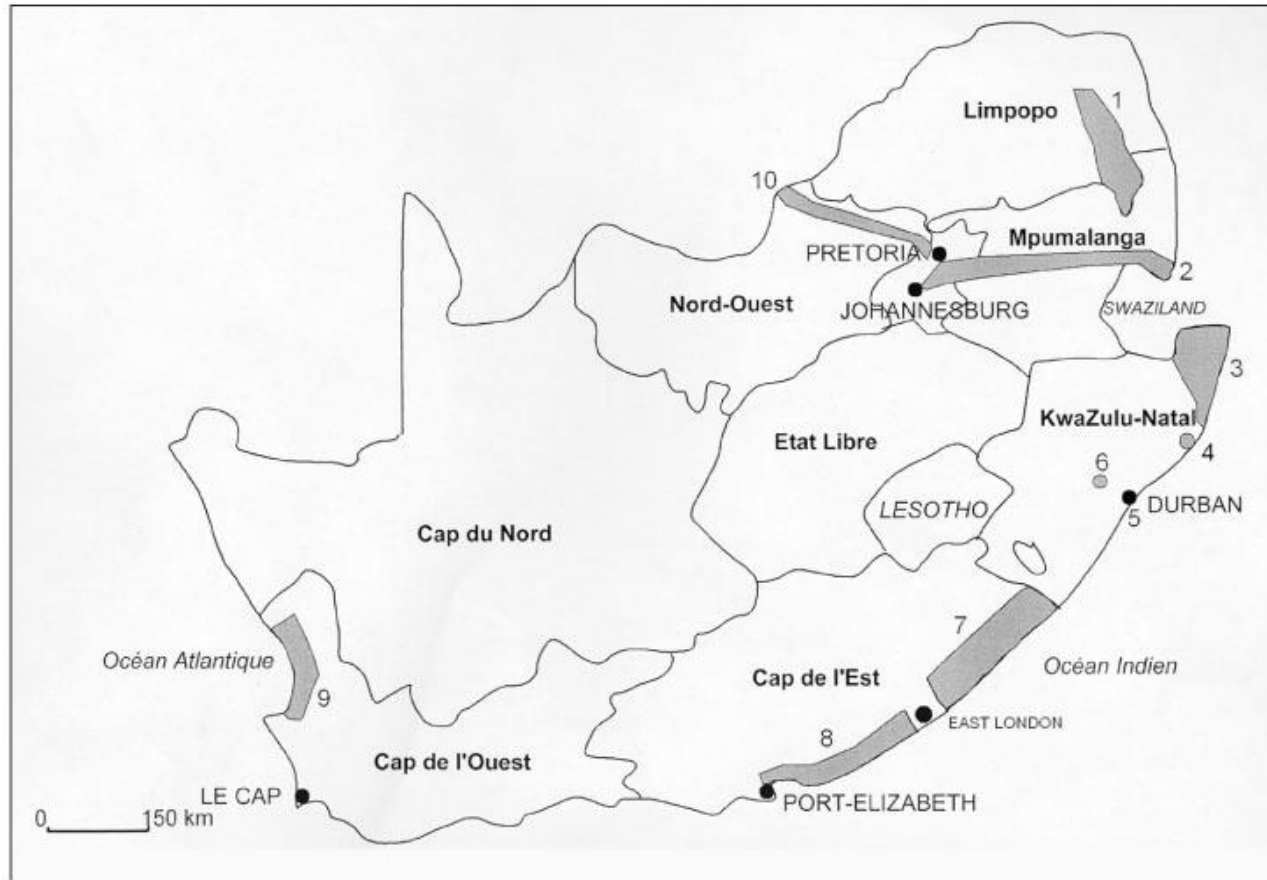 Limpopo
1
10
PRETORIA
Mpumalanga
2
Nord-Ouest
JOHANNESBURG
SWAZILAND
3
KwaZulu-Natal
Etat Libre
4
6
LESOTHO
DURBAN
5
Cap du Nord
7
Océan Atlantique
Océan Indien
Cap de l'Est
9
EAST LONDON
8
Cap de l'Ouest
LE CAP
PORT-ELIZABETH
0 150 km